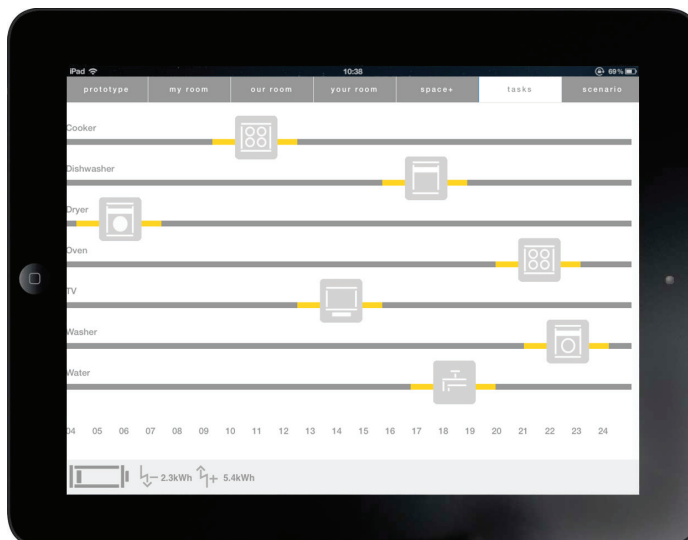 iPad 10:38 69%
prototype my room our room your room space+ tasks scenario
Cooker
Dishwasher
Dryer
Oven
TV
Washer
Water
04 05 06 07 08 09 10 11 12 13 14 15 16 17 18 19 20 21 22 23 24
2.3kWh 5.4kWh